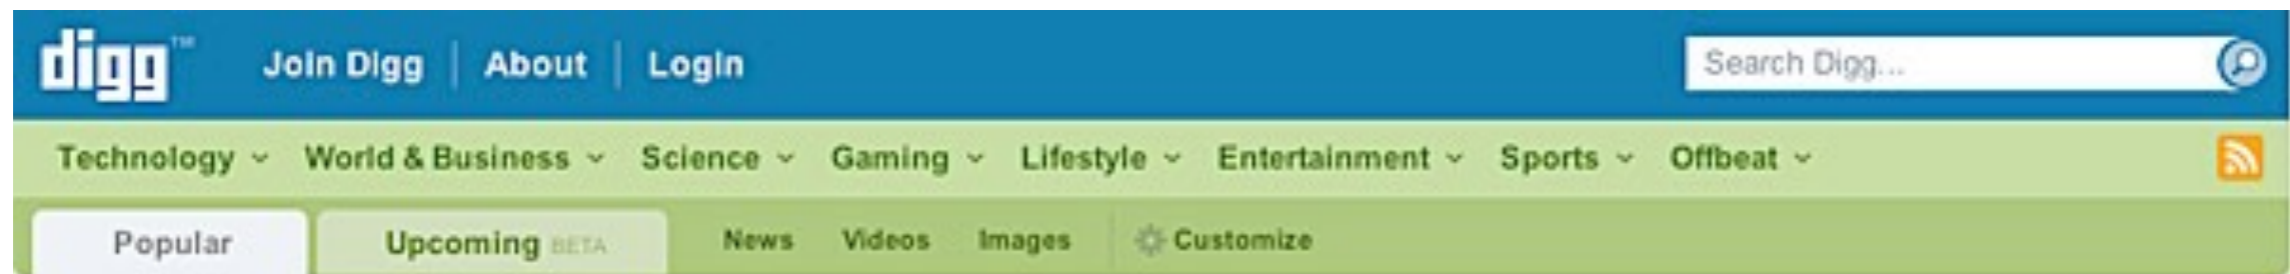 digg™ Join Digg About Login Search Digg...
Technology World & Business Science Gaming Lifestyle Entertainment Sports Offbeat
Popular Upcoming BETA News Videos Images Customize